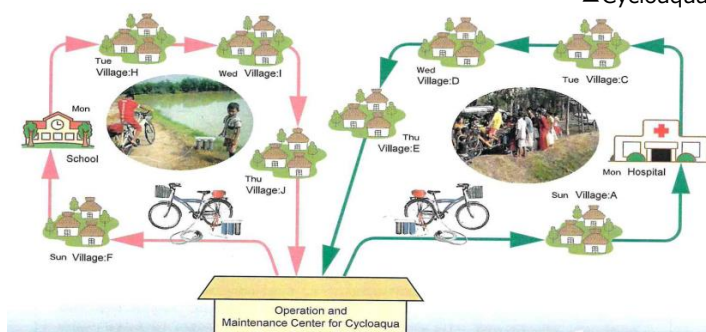 Cycloaqua
Tue
Village:H
Wed Village:I
Wed
Village:D
Tue Village:C
Mon
School
Thu
Village:J
Thu
Village:E
Mon Hospital
Sun Village:A
Sun Village:F
Operation and
Maintenance Center for Cycloaqua